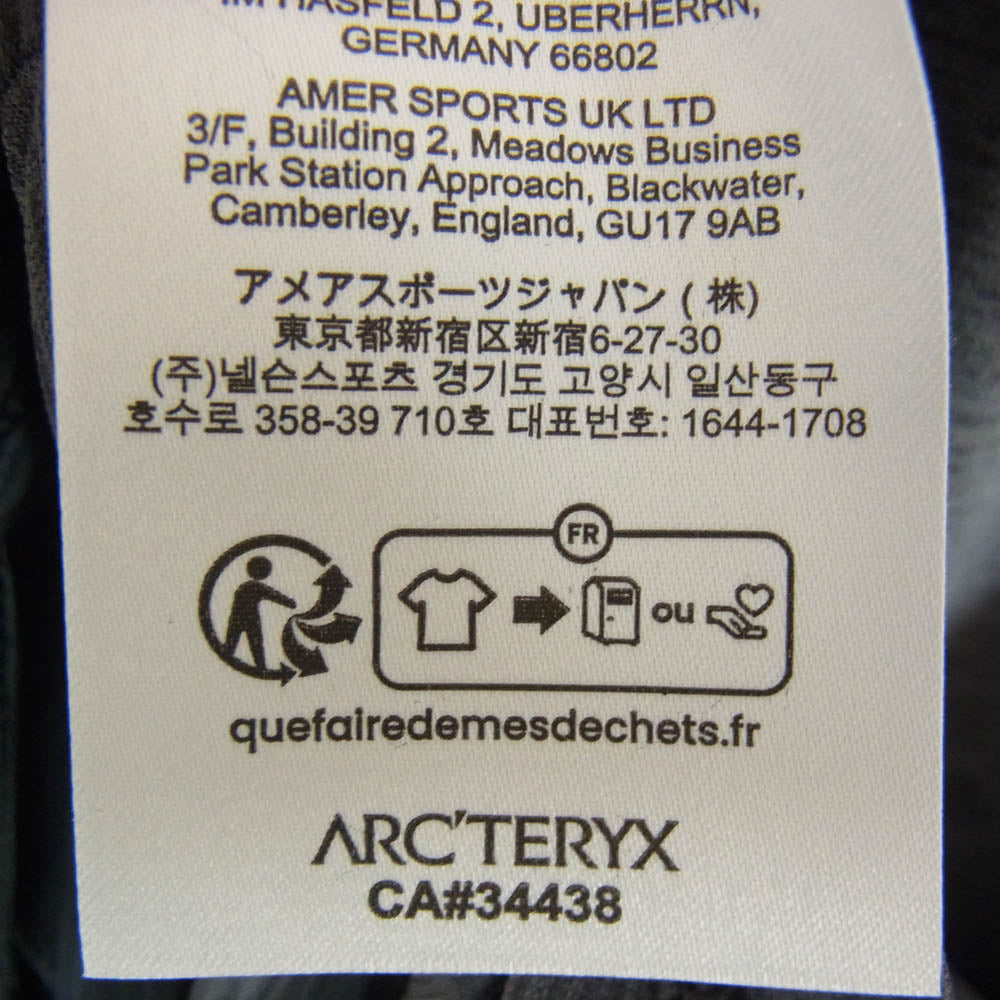 IM HASFELD 2, UBERHERRN,
GERMANY 66802
AMER SPORTS UK LTD
3/F, Building 2, Meadows Business
Park Station Approach, Blackwater,
Camberley, England, GU17 9AB
アメアスポーツジャパン ( 株)
東京都新宿区新宿6-27-30
(주)넬슨스포츠 경기도 고양시 일산동구
호수로 358-39 710호 대표번호: 1644-1708
FR
ou
quefairedemesdechets.fr
ARC'TERYX
CA#34438